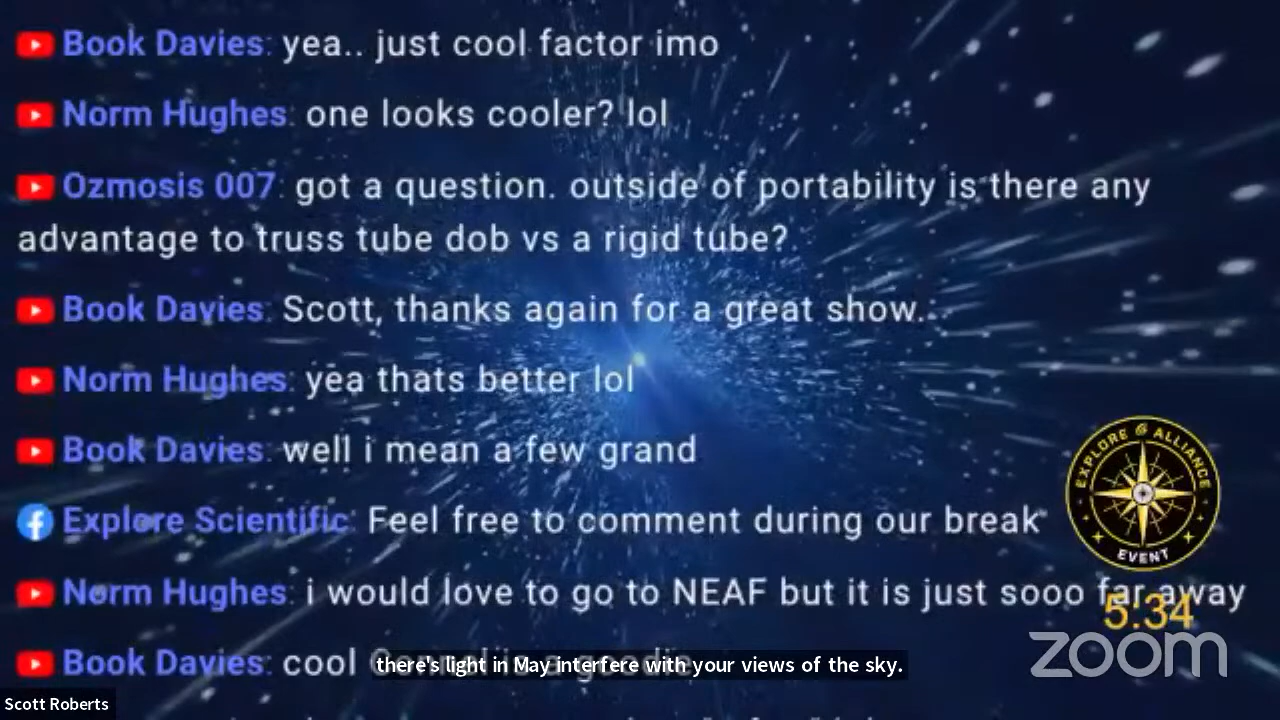 Book Davies: yea.. just cool factor imo
Norm Hughes: one looks cooler? lol
Ozmosis 007: got a question. outside of portability is there any
advantage to truss tube dob vs a rigid tube?
Book Davies: Scott, thanks again for a great show..
Norm Hughes: yea thats better lol
Book Davies: well i mean a few grand
EXPLORE ALLIANCE
EVENT
Explore Scientific: Feel free to comment during our break
Norm Hughes: i would love to go to NEAF but it is just sooo far away
5:34
zoom
Book Davies: cool
there's light in May interfere with your views of the sky.
Scott Roberts